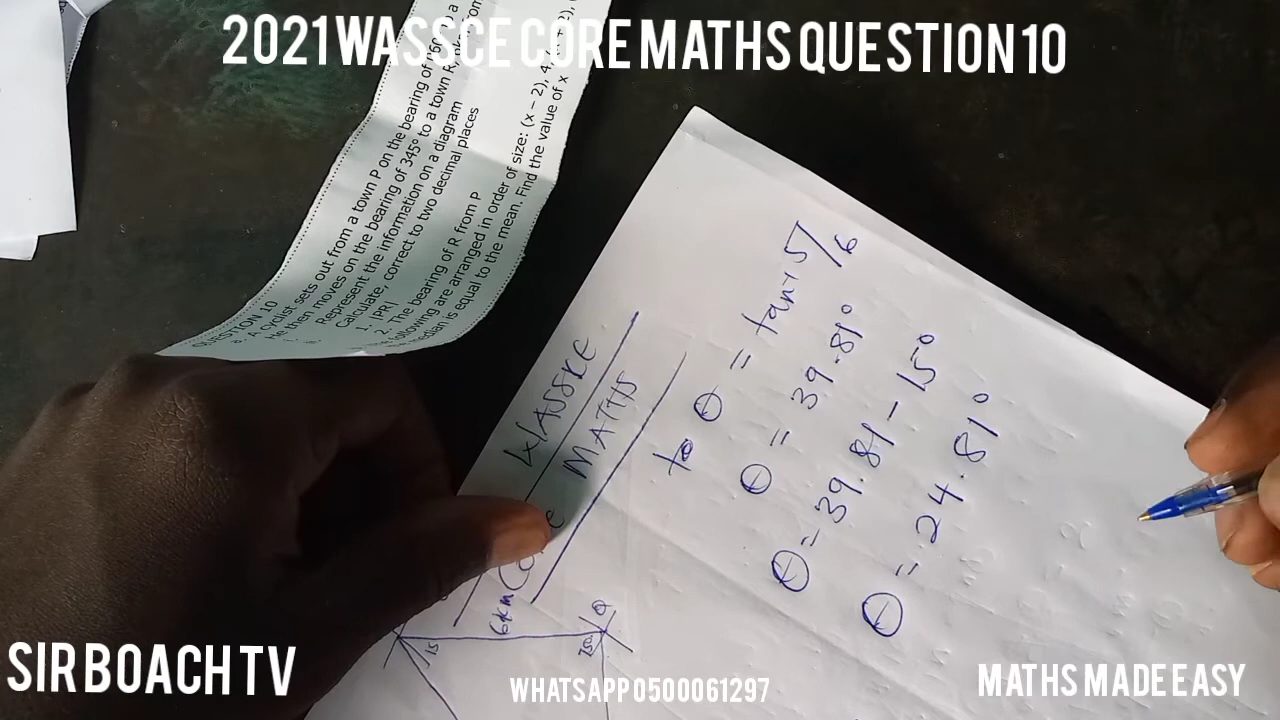 2021 WASSCE CORE MATHS QUESTION 10
QUESTION 10
a. A cyclist sets out from a town P on the bearing of 060° a
He then moves on the bearing of 345° to a town R,
Represent the information on a diagram
Calculate, correct to two decimal places
1. |PR|
2. The bearing of R from P
following are arranged in order of size: (x – 2), 4,
median is equal to the mean. Find the value of x
WASSCE
MATHS
to θ = tan-1 5/6
θ = 39.81°
θ = 39.81 - 15°
θ = 24.81°
6km
15
Q
SIR BOACH TV
WHATSAPP 0500061297
MATHS MADE EASY